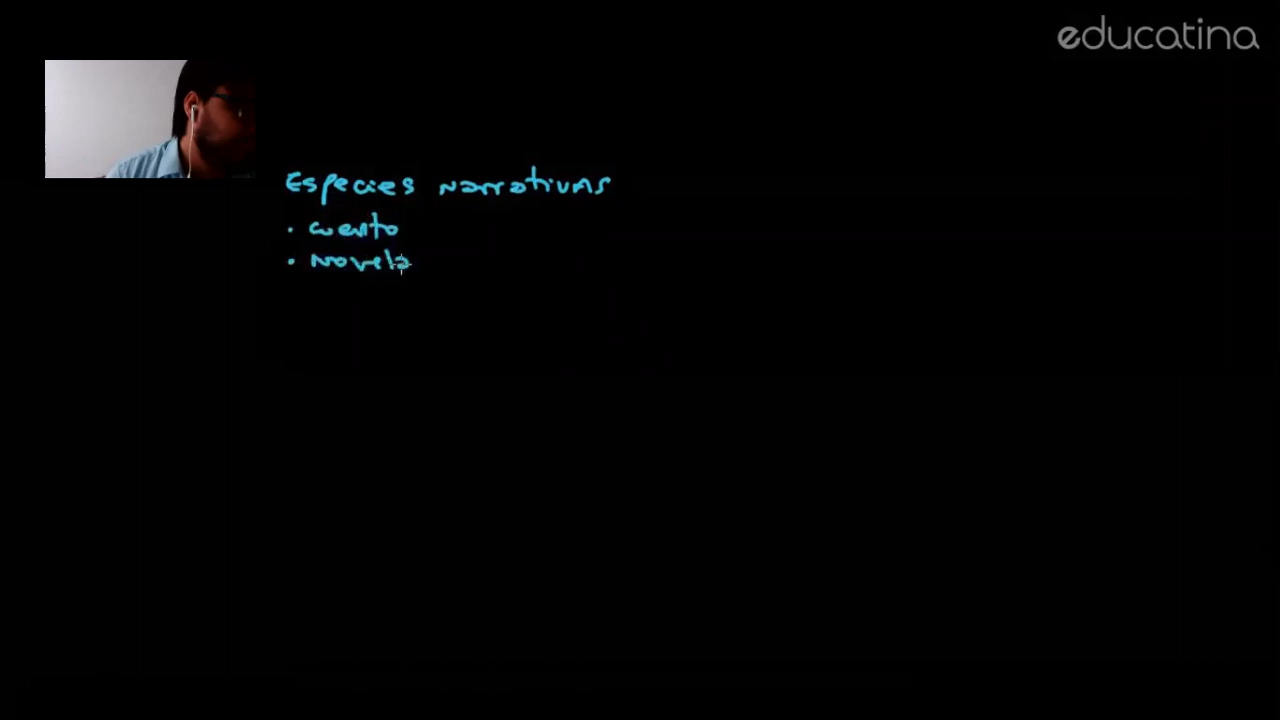 educatina
Especies narrativas
• cuento
• Novela